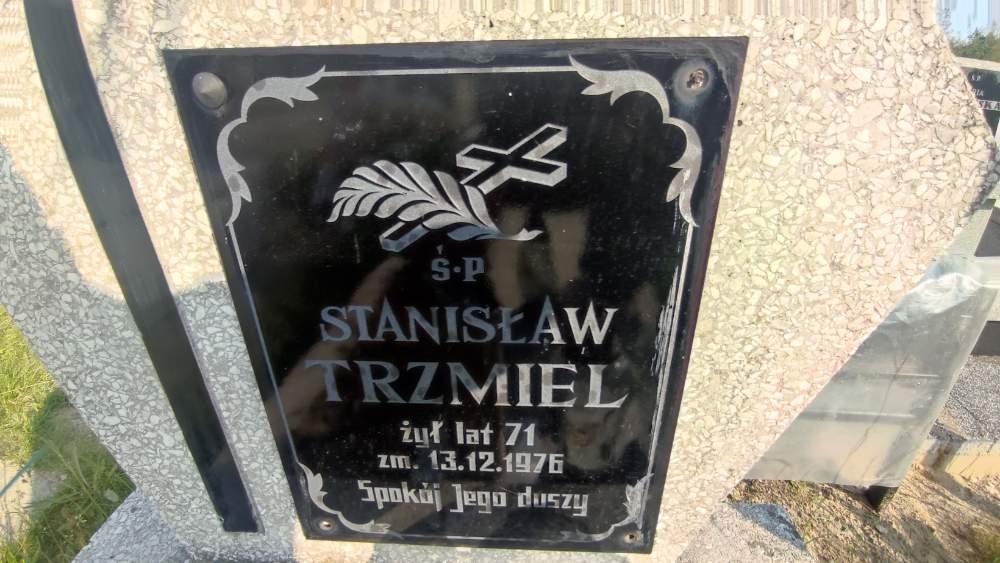 Ś·P
STANISŁAW
TRZMIEL
żył lat 71
zm. 13.12.1976
Spokój Jego duszy